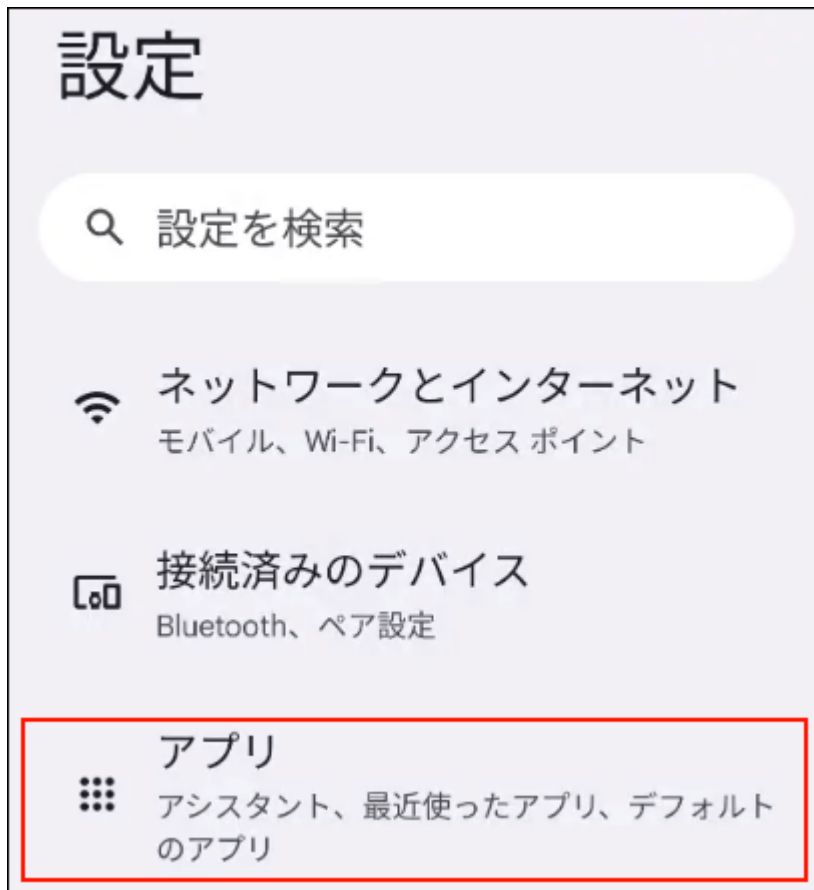 設定
設定を検索
ネットワークとインターネット
モバイル、Wi-Fi、アクセス ポイント
接続済みのデバイス
Bluetooth、ペア設定
アプリ
アシスタント、最近使ったアプリ、デフォルト
のアプリ